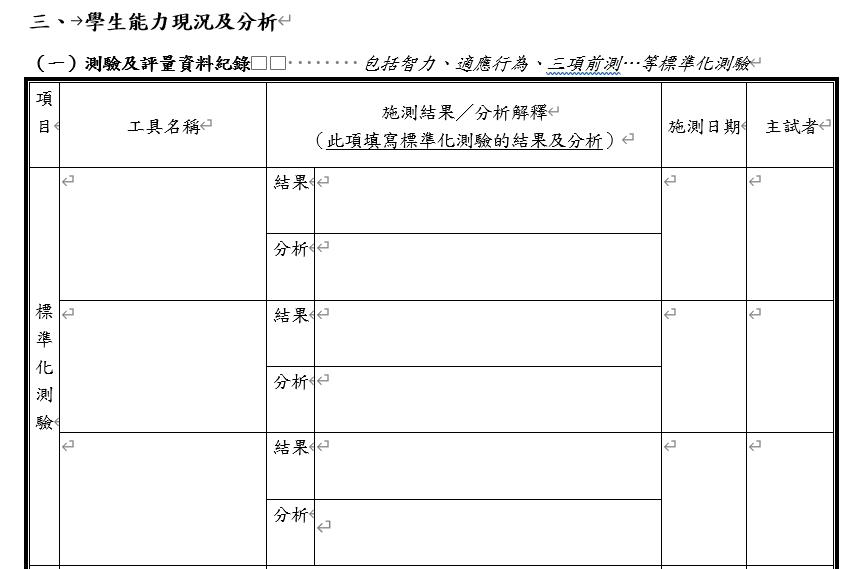 三、→學生能力現況及分析
（一）測驗及評量資料紀錄□□········包括智力、適應行為、三項前測…等標準化測驗
項目
工具名稱
施測結果／分析解釋
（此項填寫標準化測驗的結果及分析）
施測日期
主試者
標準化測驗
結果
分析
結果
分析
結果
分析